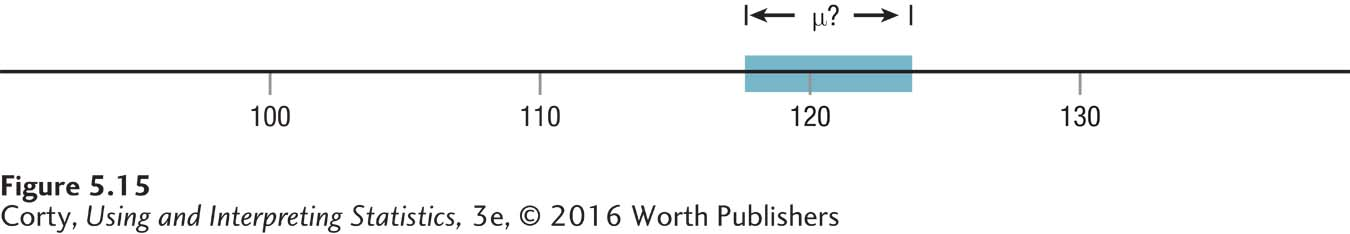 μ?
100 110 120 130
Figure 5.15
Corty, Using and Interpreting Statistics, 3e, © 2016 Worth Publishers